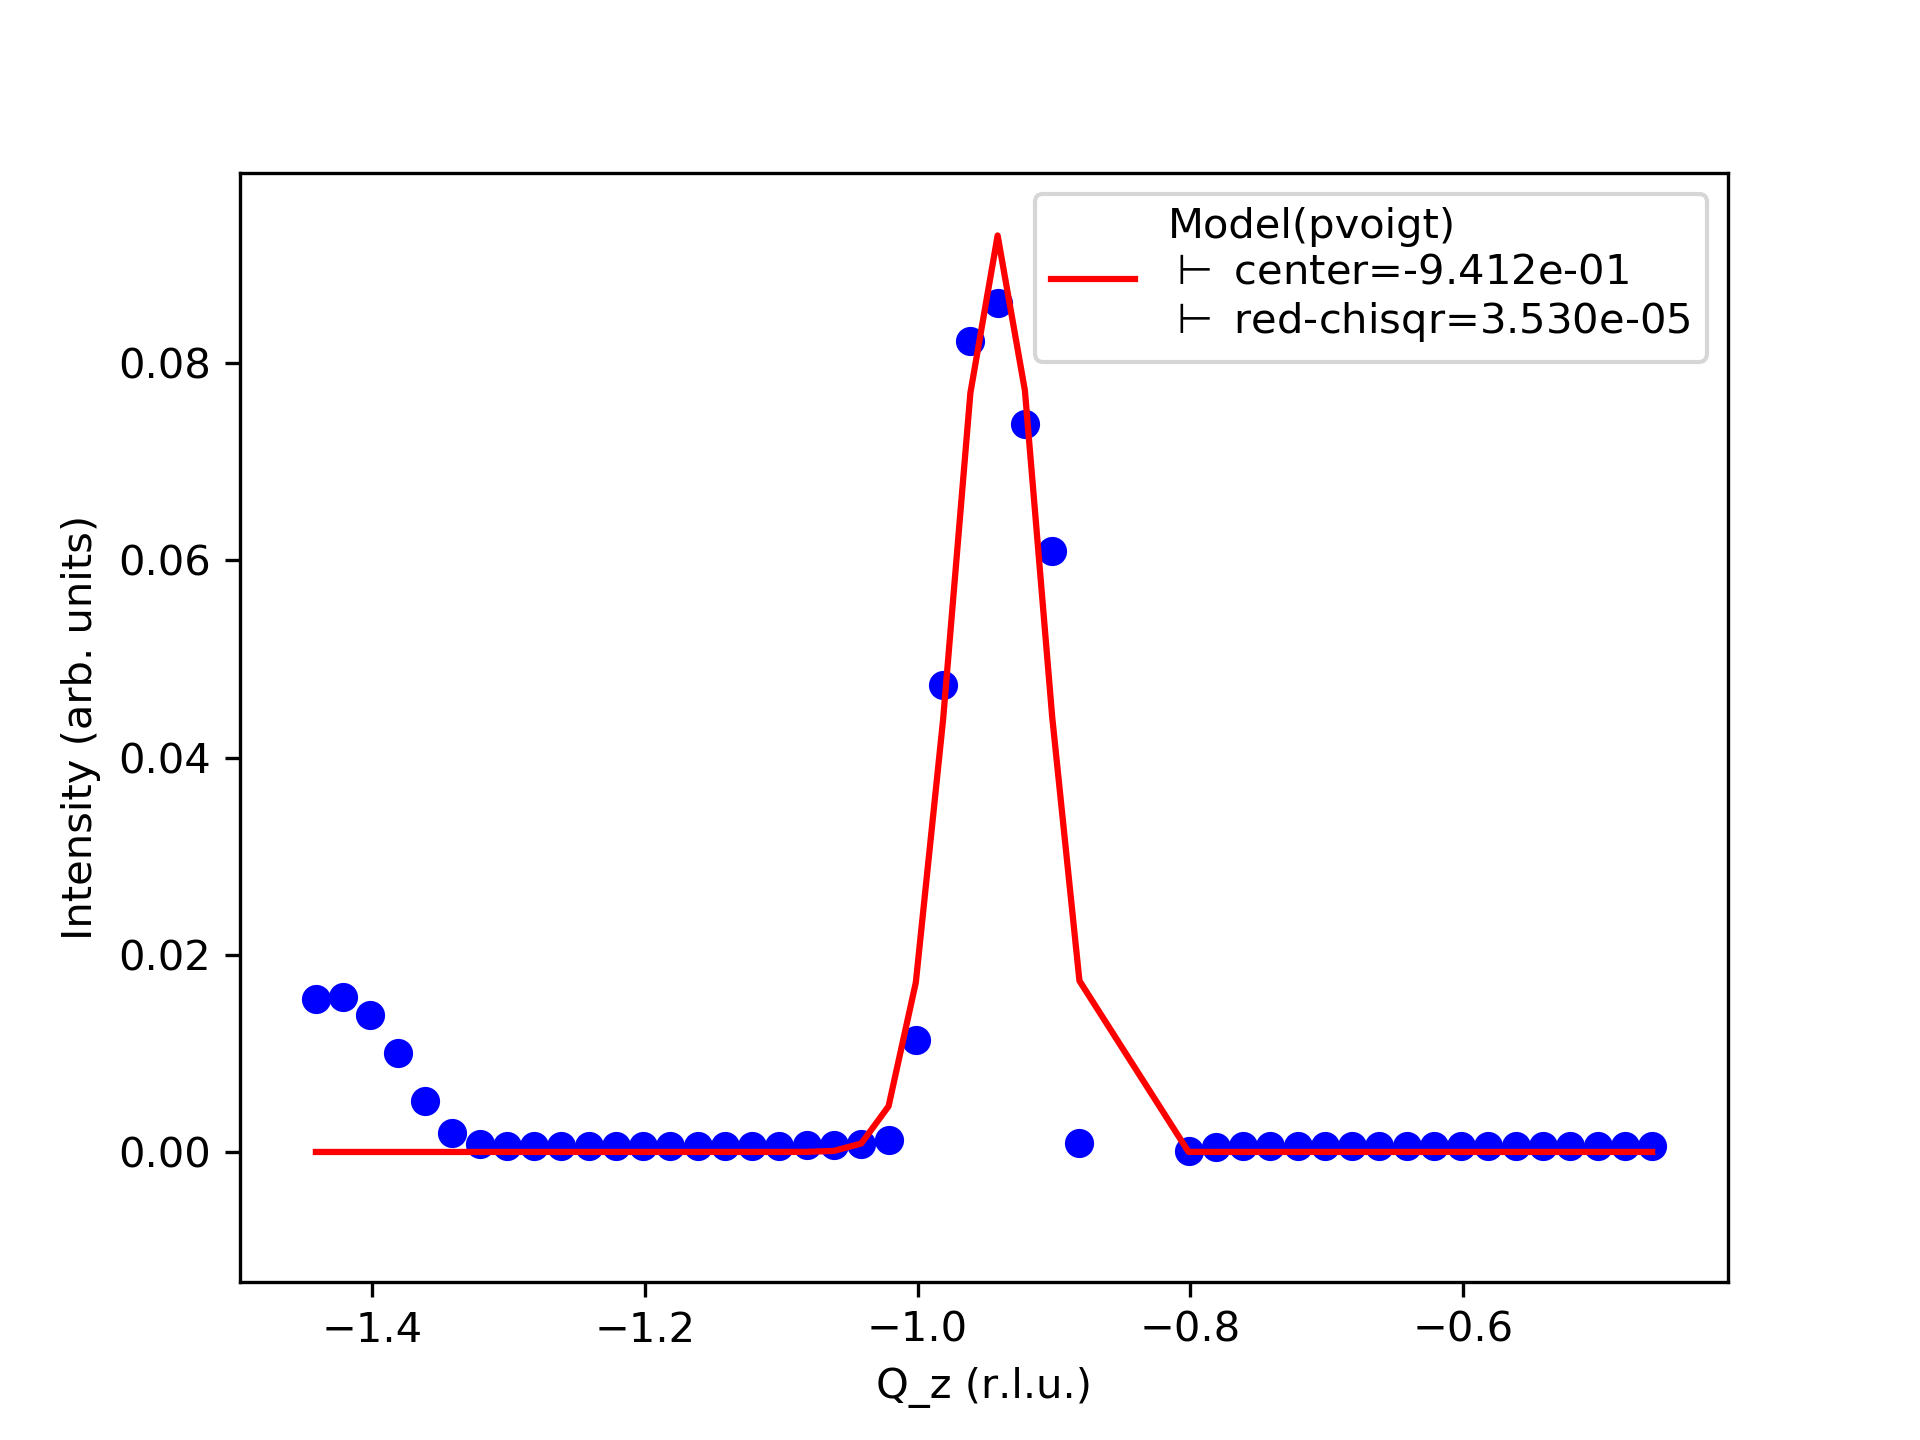 Model(pvoigt)
⊢ center=-9.412e-01
⊢ red-chisqr=3.530e-05
0.08
0.06
0.04
0.02
0.00
Intensity (arb. units)
−1.4 −1.2 −1.0 −0.8 −0.6
Q_z (r.l.u.)